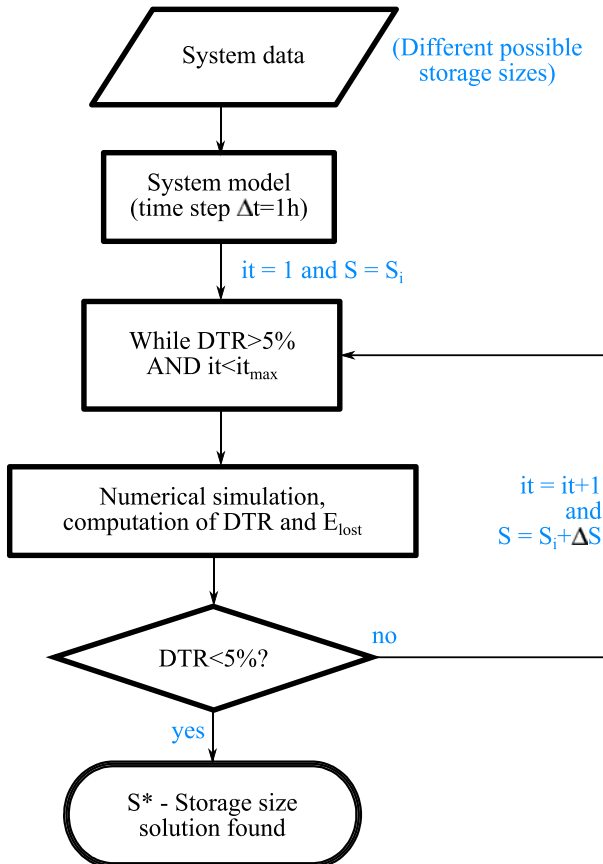 System data
(Different possible
storage sizes)
System model
(time step Δt=1h)
it = 1 and S = Sᵢ
While DTR>5%
AND it<it_max
Numerical simulation,
computation of DTR and E_lost
it = it+1
and
S = Sᵢ+ΔS
DTR<5%?
no
yes
S* - Storage size
solution found